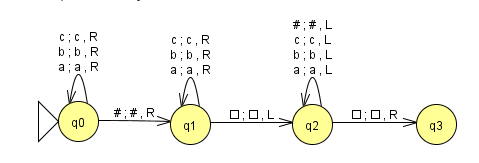 # ; # , L
c ; c , R
c ; c , R
c ; c , L
b ; b , R
b ; b , R
b ; b , L
a ; a , R
a ; a , R
a ; a , L
q0
# ; # , R
q1
□ ; □ , L
q2
□ ; □ , R
q3